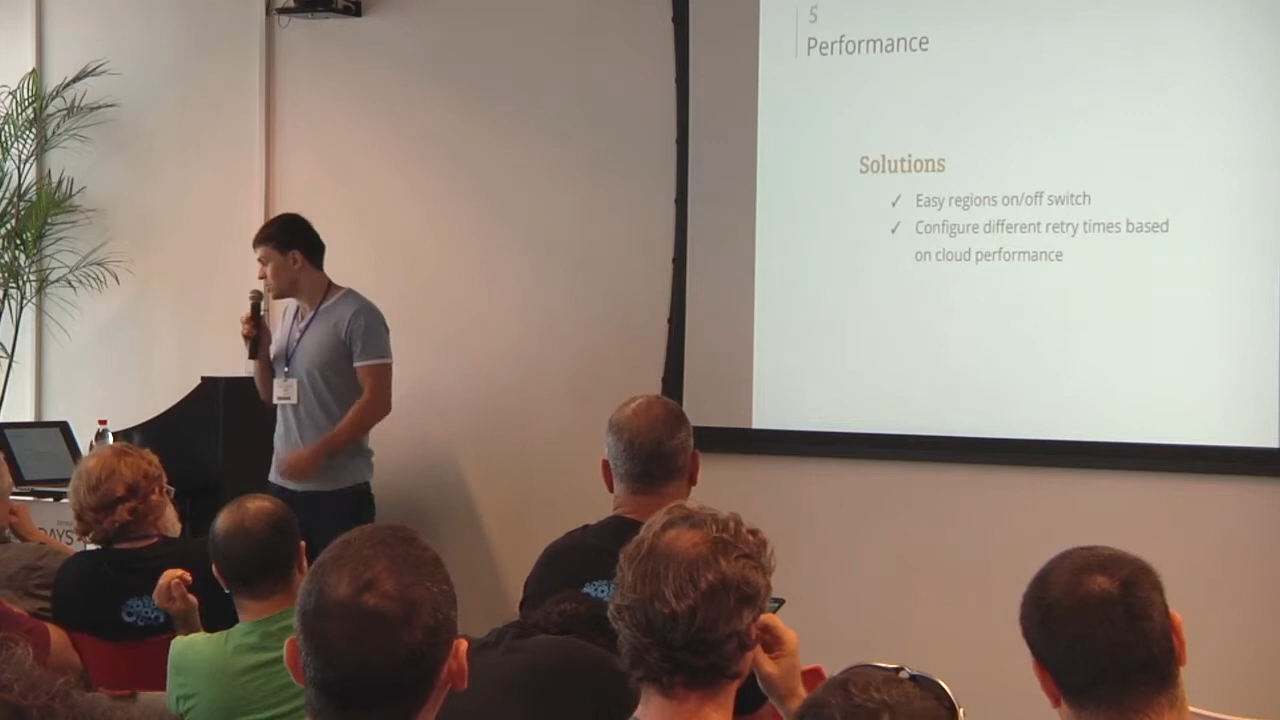 5
Performance
Solutions
✓ Easy regions on/off switch
✓ Configure different retry times based
on cloud performance
DAYS